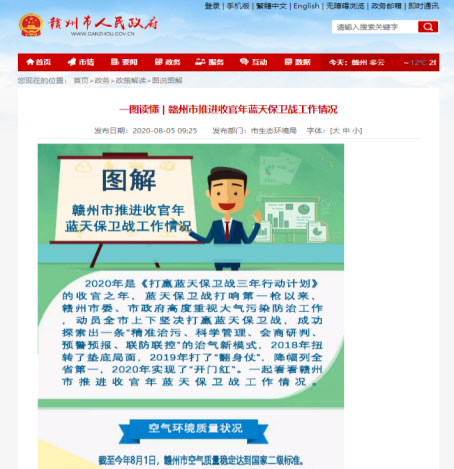 登录 | 手机版 | 繁體中文 | English | 无障碍浏览 | 政务邮箱 | 即时通讯
赣州市人民政府
WWW.GANZHOU.GOV.CN
请输入搜索关键字
首页 市情 要闻 政务 服务 互动 数据 今天：赣州 多云 ~ 12℃
您现在的位置： 首页>政务>政策解读>图说图解
一图读懂 | 赣州市推进收官年蓝天保卫战工作情况
发布日期：2020-08-05 09:25 发布部门：市生态环境局 字体：[大 中 小]
图解
赣州市推进收官年
蓝天保卫战工作情况
2020年是《打赢蓝天保卫战三年行动计划》
的收官之年，蓝天保卫战打响第一枪以来，
赣州市委、市政府高度重视大气污染防治工作
，动员全市上下坚决打赢蓝天保卫战，成功
探索出一条“精准治污、科学管理、会商研判、
预警预报、联防联控”的治气新模式，2018年扭
转了垫底局面，2019年打了“翻身仗”，降幅列全
省第一，2020年实现了“开门红”。一起看看赣州
市推进收官年蓝天保卫战工作情况。
空气环境质量状况
截至今年8月1日，赣州市空气质量稳定达到国家二级标准。